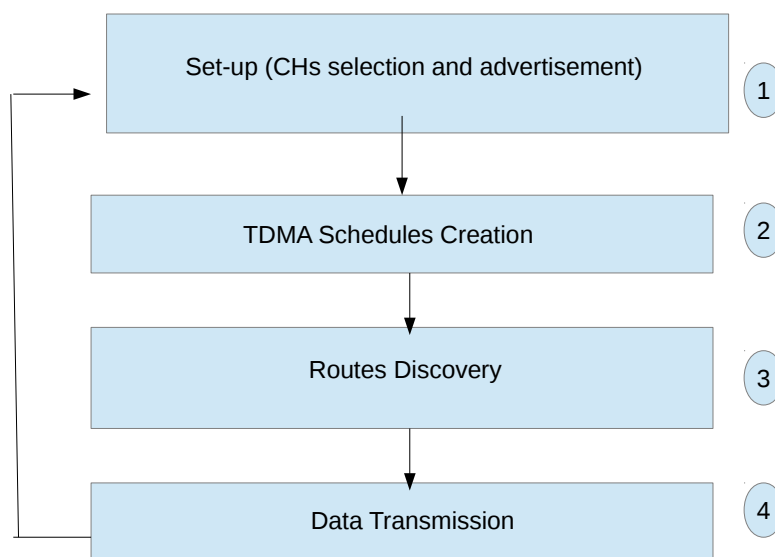 Set-up (CHs selection and advertisement)
1
TDMA Schedules Creation
2
Routes Discovery
3
Data Transmission
4